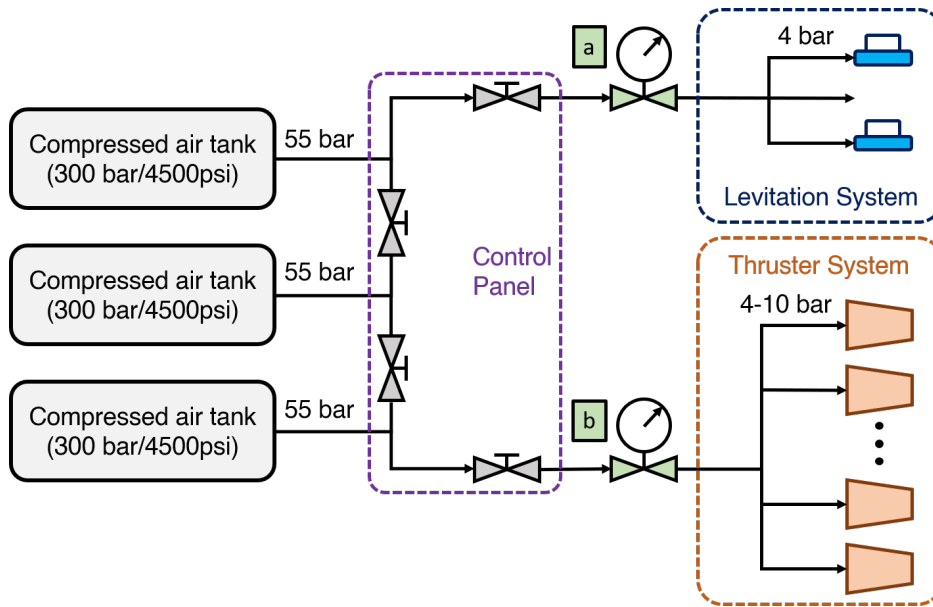 a
4 bar
Levitation System
Compressed air tank
(300 bar/4500psi)
55 bar
Compressed air tank
(300 bar/4500psi)
55 bar
Compressed air tank
(300 bar/4500psi)
55 bar
Control
Panel
b
Thruster System
4-10 bar